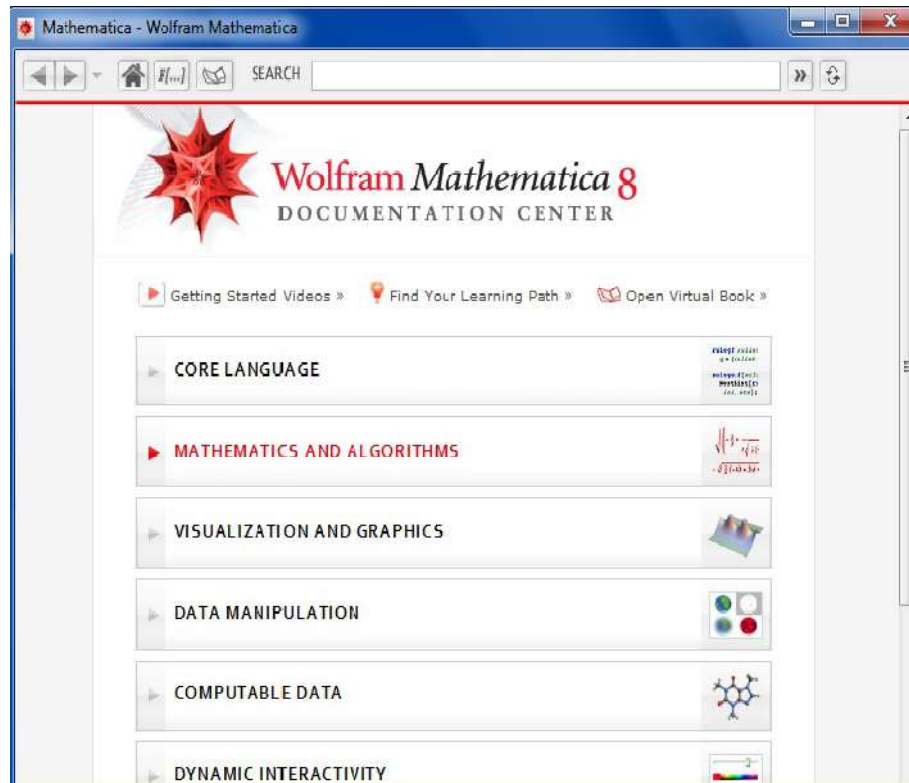 Mathematica - Wolfram Mathematica
F[...] SEARCH »
Wolfram Mathematica 8
DOCUMENTATION CENTER
Getting Started Videos » Find Your Learning Path » Open Virtual Book »
CORE LANGUAGE
MATHEMATICS AND ALGORITHMS
VISUALIZATION AND GRAPHICS
DATA MANIPULATION
COMPUTABLE DATA
DYNAMIC INTERACTIVITY